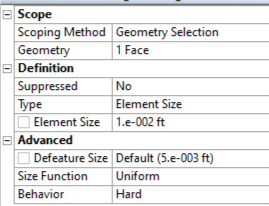 Scope
Scoping Method Geometry Selection
Geometry 1 Face
Definition
Suppressed No
Type Element Size
Element Size 1.e-002 ft
Advanced
Defeature Size Default (5.e-003 ft)
Size Function Uniform
Behavior Hard